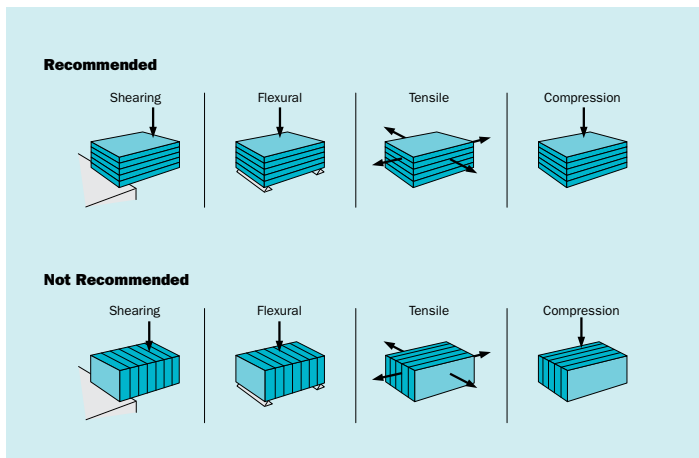 Recommended
Shearing
Flexural
Tensile
Compression
Not Recommended
Shearing
Flexural
Tensile
Compression